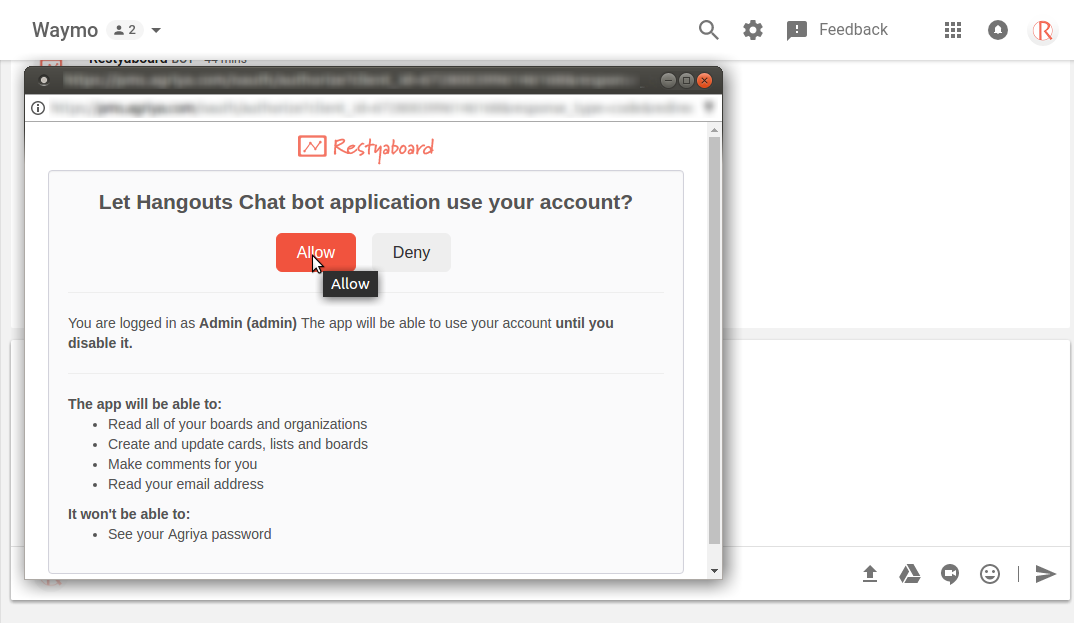 Waymo 2
Feedback
Restyaboard BOT 44 mins
Restyaboard
Let Hangouts Chat bot application use your account?
Allow Deny
Allow
You are logged in as Admin (admin) The app will be able to use your account until you
disable it.
The app will be able to:
Read all of your boards and organizations
Create and update cards, lists and boards
Make comments for you
Read your email address
It won't be able to:
See your Agriya password